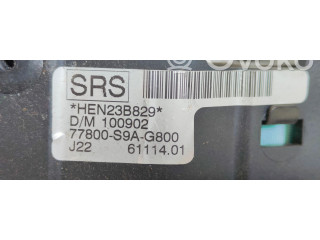 SRS
*HEN23B829*
D/M 100902
77800-S9A-G800
J22 61114.01